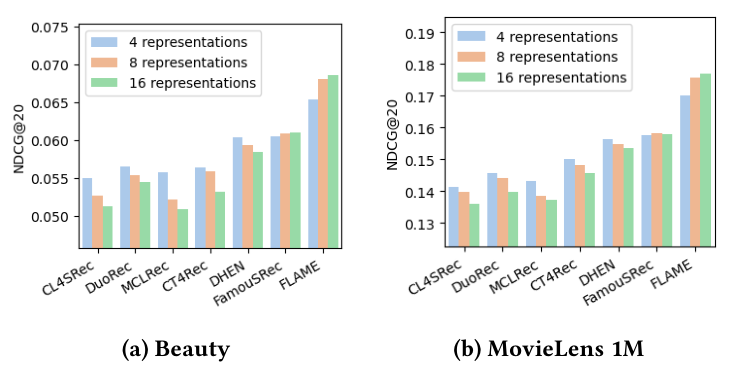 0.075
0.070
0.065
0.060
0.055
0.050
NDCG@20
4 representations
8 representations
16 representations
CL4SRec
DuoRec
MCLRec
CT4Rec
DHEN
FamouSRec
FLAME
(a) Beauty
0.19
0.18
0.17
0.16
0.15
0.14
0.13
NDCG@20
4 representations
8 representations
16 representations
CL4SRec
DuoRec
MCLRec
CT4Rec
DHEN
FamouSRec
FLAME
(b) MovieLens 1M